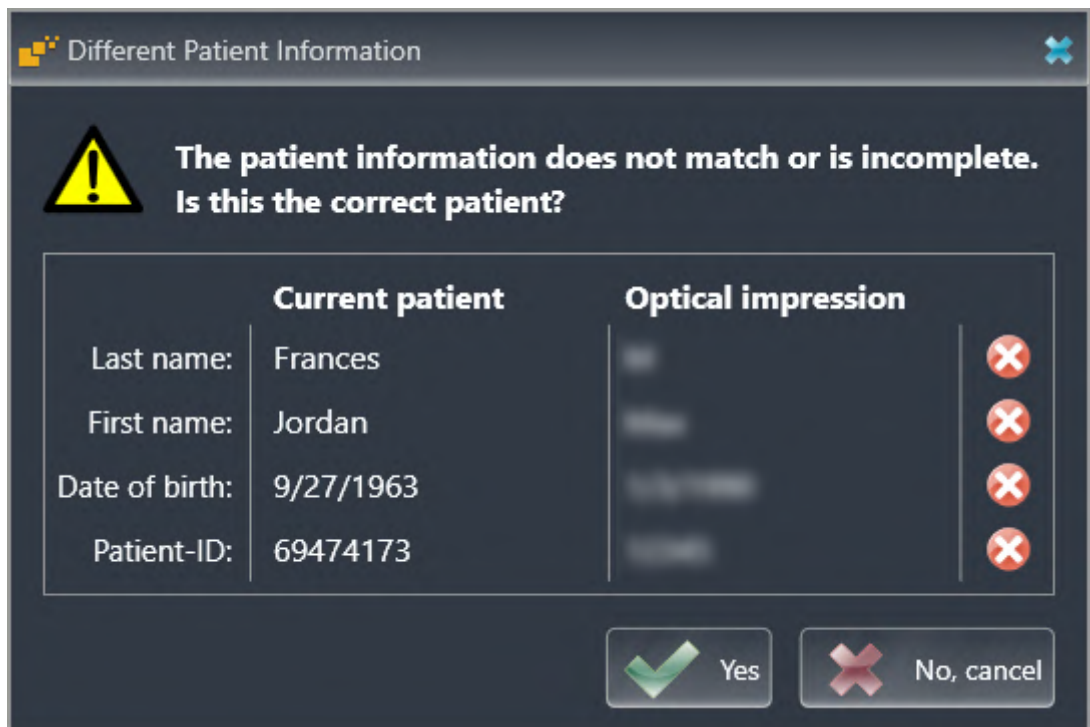 Different Patient Information
The patient information does not match or is incomplete.
Is this the correct patient?
Current patient Optical impression
Last name: Frances
First name: Jordan
Date of birth: 9/27/1963
Patient-ID: 69474173
Yes No, cancel